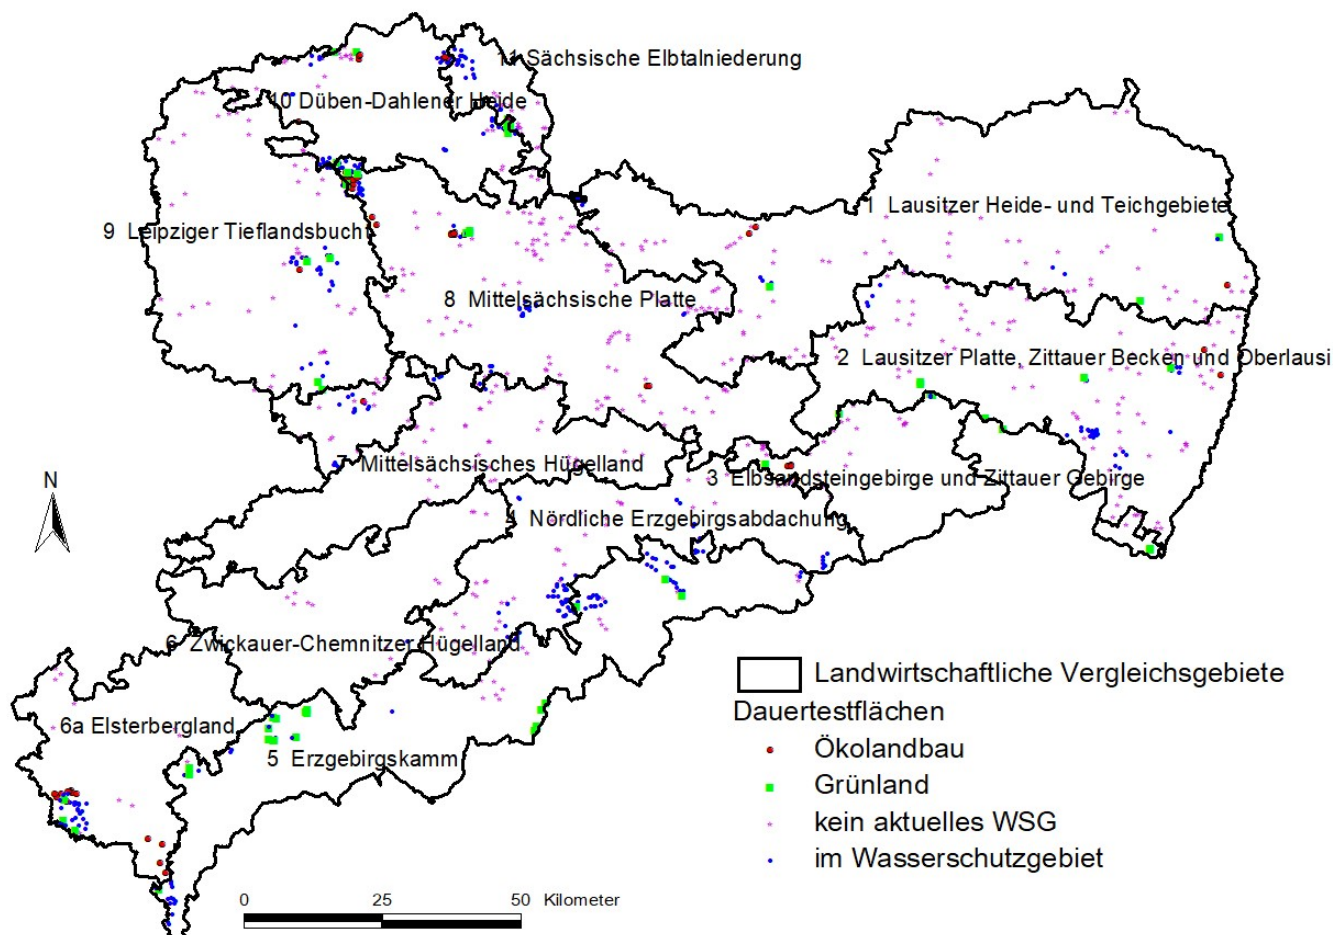 11 Sächsische Elbtalniederung
10 Düben-Dahlener Heide
1 Lausitzer Heide- und Teichgebiete
9 Leipziger Tieflandsbucht
8 Mittelsächsische Platte
2 Lausitzer Platte, Zittauer Becken und Oberlausi
7 Mittelsächsisches Hügelland
3 Elbsandsteingebirge und Zittauer Gebirge
N
4 Nördliche Erzgebirgsabdachung
6 Zwickauer-Chemnitzer Hügelland
6a Elsterbergland
5 Erzgebirgskamm
Landwirtschaftliche Vergleichsgebiete
Dauertestflächen
Ökolandbau
Grünland
kein aktuelles WSG
im Wasserschutzgebiet
0 25 50 Kilometer